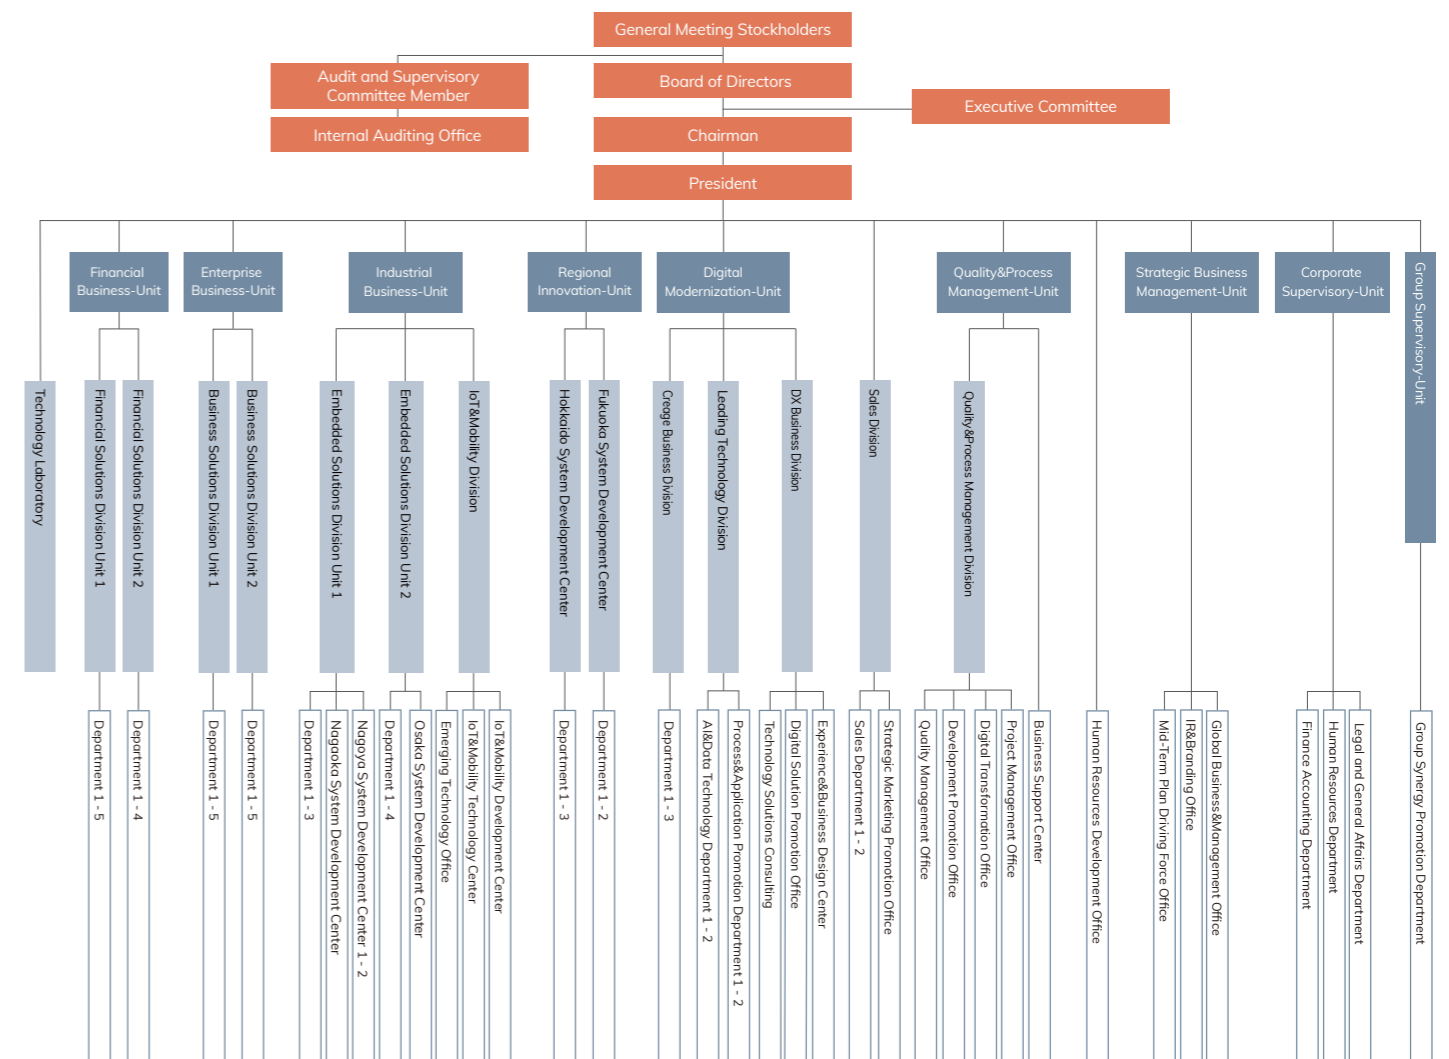 General Meeting Stockholders
Audit and Supervisory
Committee Member
Board of Directors
Executive Committee
Internal Auditing Office
Chairman
President
Financial
Business-Unit
Enterprise
Business-Unit
Industrial
Business-Unit
Regional
Innovation-Unit
Digital
Modernization-Unit
Quality&Process
Management-Unit
Strategic Business
Management-Unit
Corporate
Supervisory-Unit
Group Supervisory-Unit
Technology Laboratory
Financial Solutions Division Unit 1
Financial Solutions Division Unit 2
Business Solutions Division Unit 1
Business Solutions Division Unit 2
Embedded Solutions Division Unit 1
Embedded Solutions Division Unit 2
IoT&Mobility Division
Hokkaido System Development Center
Fukuoka System Development Center
Creage Business Division
Leading Technology Division
DX Business Division
Sales Division
Quality&Process Management Division
Department 1 - 5
Department 1 - 4
Department 1 - 5
Department 1 - 5
Department 1 - 3
Nagaoka System Development Center
Nagoya System Development Center 1 - 2
Department 1 - 4
Osaka System Development Center
Emerging Technology Office
IoT&Mobility Technology Center
IoT&Mobility Development Center
Department 1 - 3
Department 1 - 2
Department 1 - 3
AI&Data Technology Department 1 - 2
Process&Application Promotion Department 1 - 2
Technology Solutions Consulting
Digital Solution Promotion Office
Experience&Business Design Center
Sales Department 1 - 2
Strategic Marketing Promotion Office
Quality Management Office
Development Promotion Office
Digital Transformation Office
Project Management Office
Business Support Center
Human Resources Development Office
Mid-Term Plan Driving Force Office
IR&Branding Office
Global Business&Management Office
Finance Accounting Department
Human Resources Department
Legal and General Affairs Department
Group Synergy Promotion Department